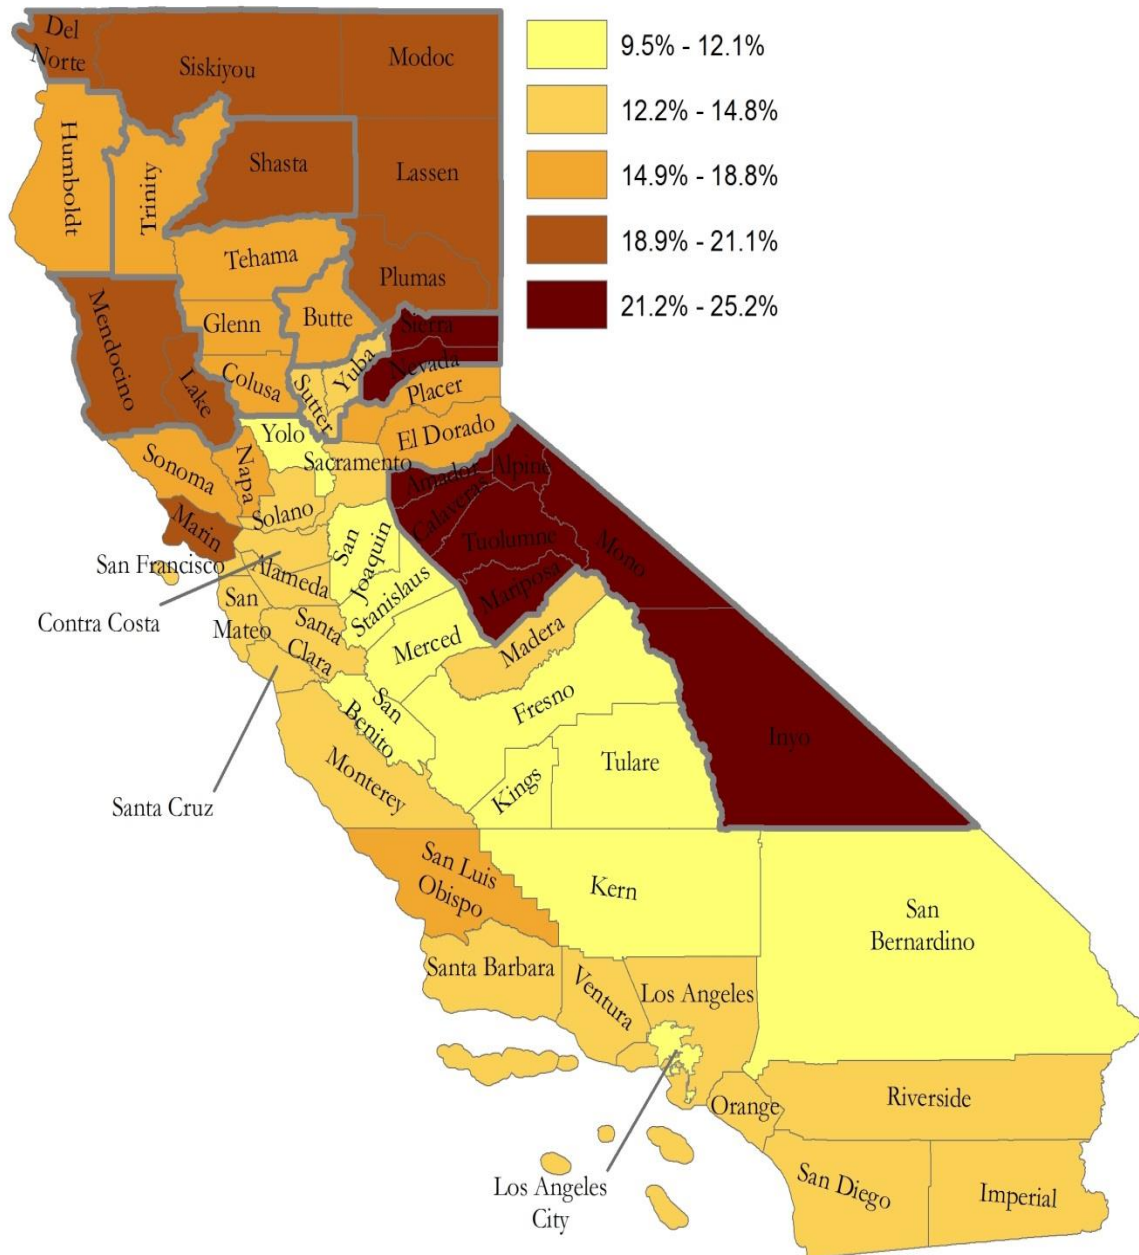 Del
Norte
Siskiyou
Modoc
9.5% - 12.1%
12.2% - 14.8%
14.9% - 18.8%
18.9% - 21.1%
21.2% - 25.2%
Humboldt
Trinity
Shasta
Lassen
Tehama
Plumas
Mendocino
Glenn
Butte
Sierra
Nevada
Yuba
Lake
Colusa
Sutter
Placer
Yolo
El Dorado
Sonoma
Napa
Sacramento
Amador
Alpine
Solano
Calaveras
Marin
San
Joaquin
Tuolumne
Mono
San Francisco
Alameda
Stanislaus
Mariposa
Contra Costa
San
Mateo
Santa
Clara
Merced
Madera
San
Benito
Fresno
Inyo
Monterey
Kings
Tulare
Santa Cruz
San Luis
Obispo
Kern
San
Bernardino
Santa Barbara
Ventura
Los Angeles
Orange
Riverside
San Diego
Imperial
Los Angeles
City